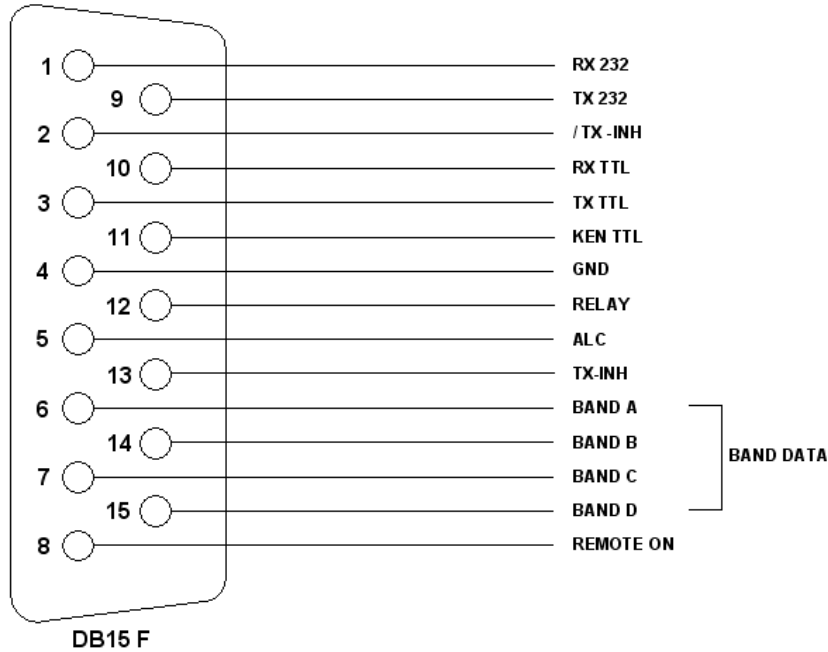 1 RX 232
9 TX 232
2 / TX -INH
10 RX TTL
3 TX TTL
11 KEN TTL
4 GND
12 RELAY
5 ALC
13 TX-INH
6 BAND A
14 BAND B
BAND DATA
7 BAND C
15 BAND D
8 REMOTE ON
DB15 F